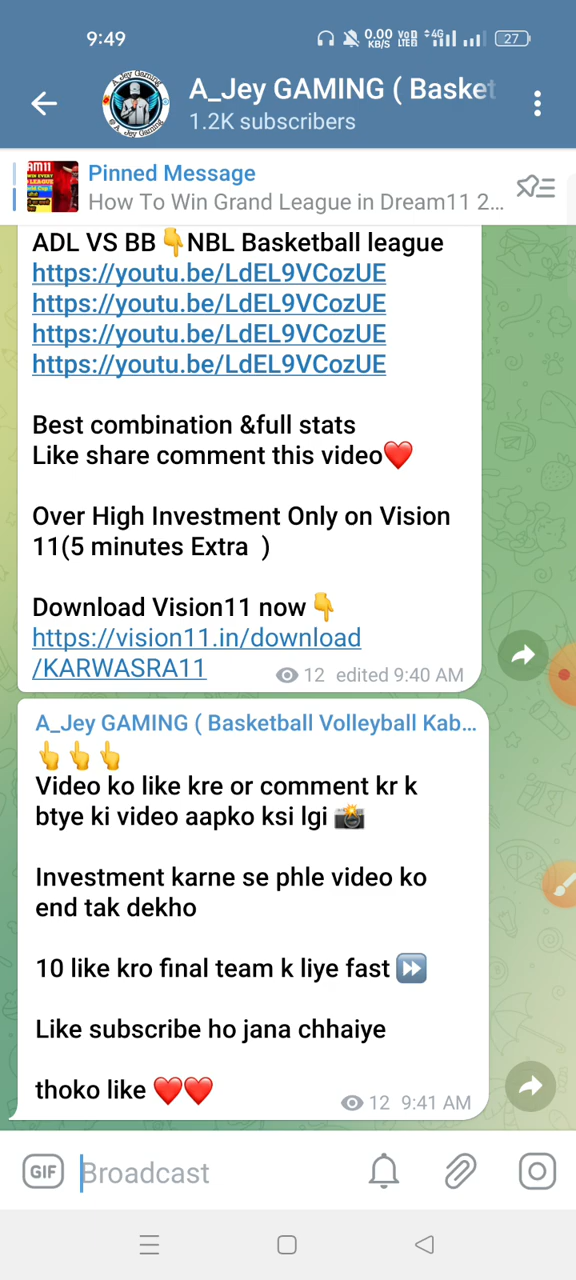 9:49
0.00 KB/S
VoD LTE
4G
27
A_Jey GAMING ( Basket
1.2K subscribers
Pinned Message
How To Win Grand League in Dream11 2...
ADL VS BB 👇NBL Basketball league
https://youtu.be/LdEL9VCozUE
https://youtu.be/LdEL9VCozUE
https://youtu.be/LdEL9VCozUE
https://youtu.be/LdEL9VCozUE
Best combination &full stats
Like share comment this video❤️
Over High Investment Only on Vision
11(5 minutes Extra )
Download Vision11 now👇
https://vision11.in/download
/KARWASRA11
12 edited 9:40 AM
A_Jey GAMING ( Basketball Volleyball Kab...
👆👆👆
Video ko like kre or comment kr k
btye ki video aapko ksi lgi 📸
Investment karne se phle video ko
end tak dekho
10 like kro final team k liye fast ⏩
Like subscribe ho jana chhaiye
thoko like ❤️❤️
12 9:41 AM
GIF
Broadcast